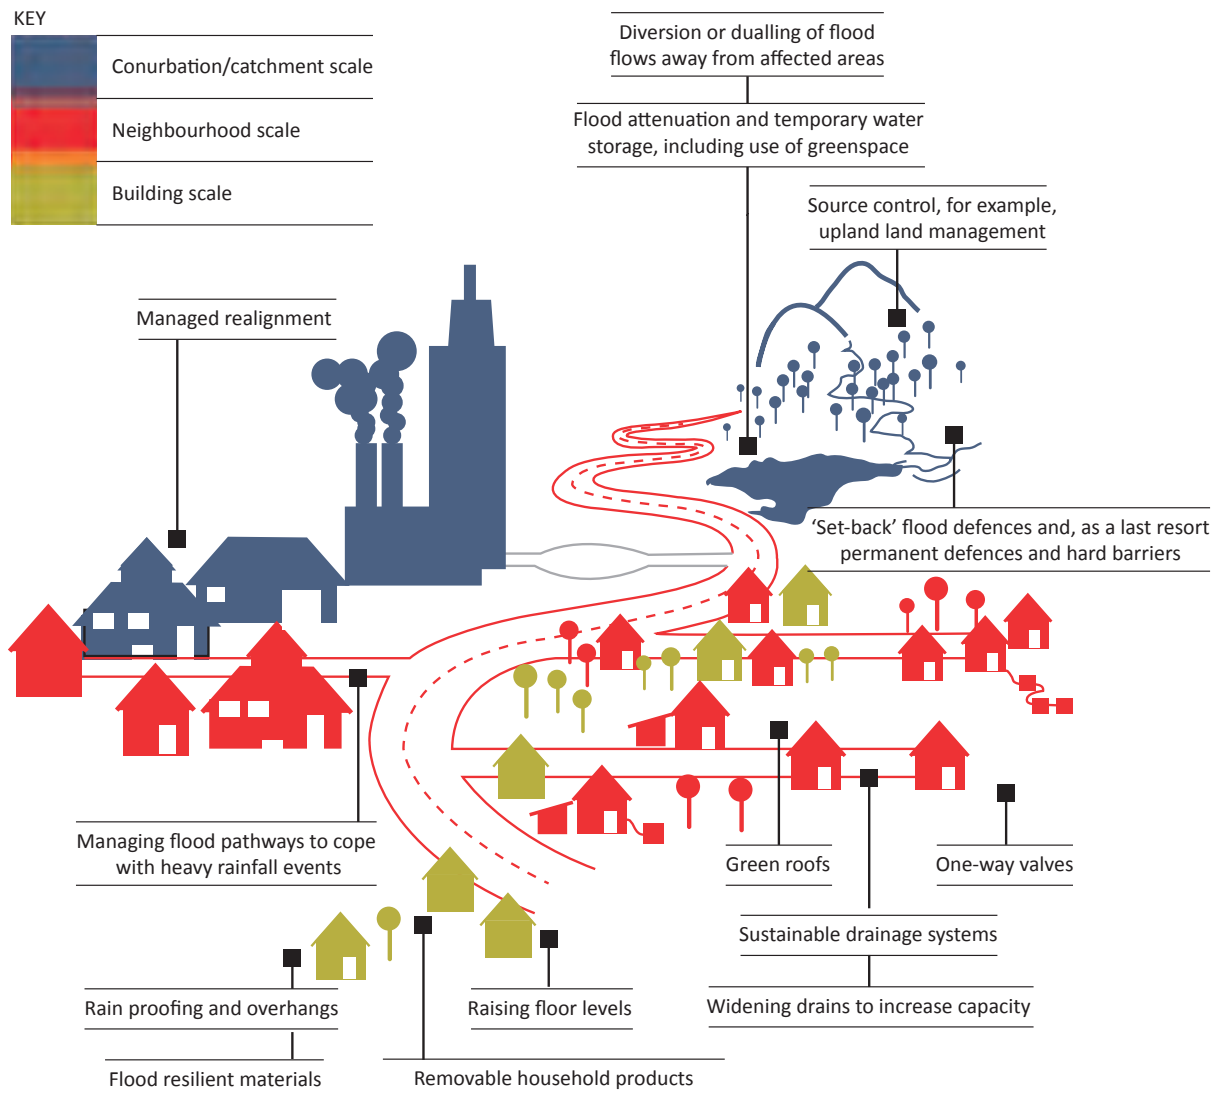 KEY
Conurbation/catchment scale
Neighbourhood scale
Building scale
Diversion or dualling of flood
flows away from affected areas
Flood attenuation and temporary water
storage, including use of greenspace
Source control, for example,
upland land management
Managed realignment
‘Set-back’ flood defences and, as a last resort
permanent defences and hard barriers
Managing flood pathways to cope
with heavy rainfall events
Green roofs
One-way valves
Sustainable drainage systems
Widening drains to increase capacity
Rain proofing and overhangs
Raising floor levels
Flood resilient materials
Removable household products